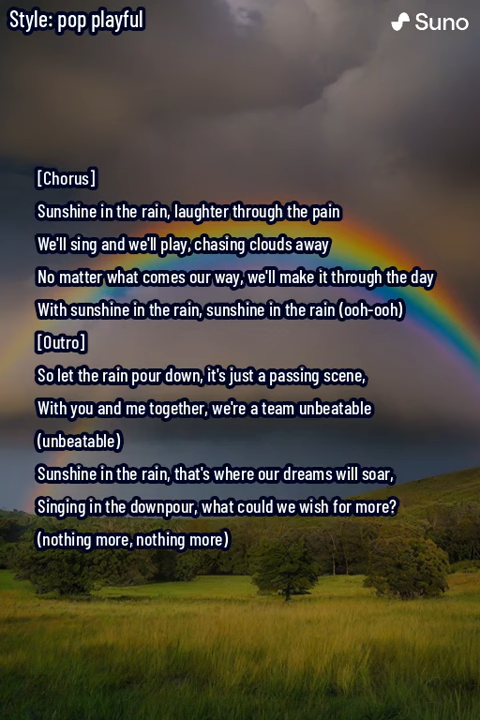 Style: pop playful
Suno
[Chorus]
Sunshine in the rain, laughter through the pain
We'll sing and we'll play, chasing clouds away
No matter what comes our way, we'll make it through the day
With sunshine in the rain, sunshine in the rain (ooh-ooh)
[Outro]
So let the rain pour down, it's just a passing scene,
With you and me together, we're a team unbeatable
(unbeatable)
Sunshine in the rain, that's where our dreams will soar,
Singing in the downpour, what could we wish for more?
(nothing more, nothing more)